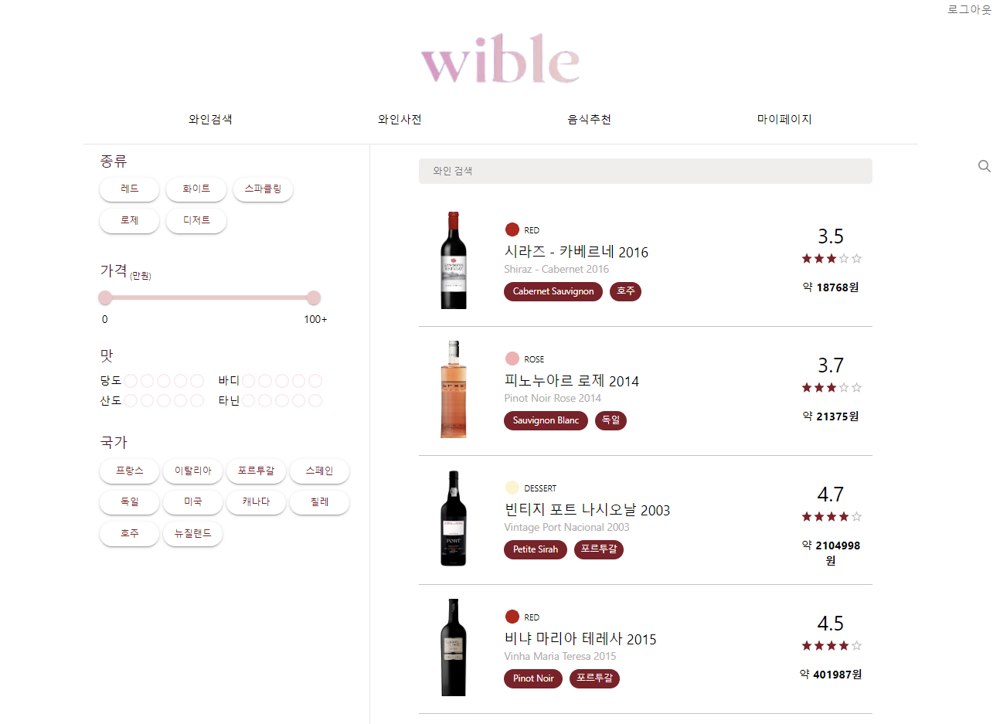 로그아웃
wible
와인검색 와인사전 음식추천 마이페이지
종류
레드 화이트 스파클링
로제 디저트
가격 (만원)
0 100+
맛
당도 바디
산도 타닌
국가
프랑스 이탈리아 포르투갈 스페인
독일 미국 캐나다 칠레
호주 뉴질랜드
와인 검색
RED
시라즈 - 카베르네 2016
Shiraz - Cabernet 2016
Cabernet Sauvignon 호주
3.5
약 18768원
ROSE
피노누아르 로제 2014
Pinot Noir Rose 2014
Sauvignon Blanc 독일
3.7
약 21375원
PORT
DESSERT
빈티지 포트 나시오날 2003
Vintage Port Nacional 2003
Petite Sirah 포르투갈
4.7
약 2104998
원
RED
비냐 마리아 테레사 2015
Vinha Maria Teresa 2015
Pinot Noir 포르투갈
4.5
약 401987원